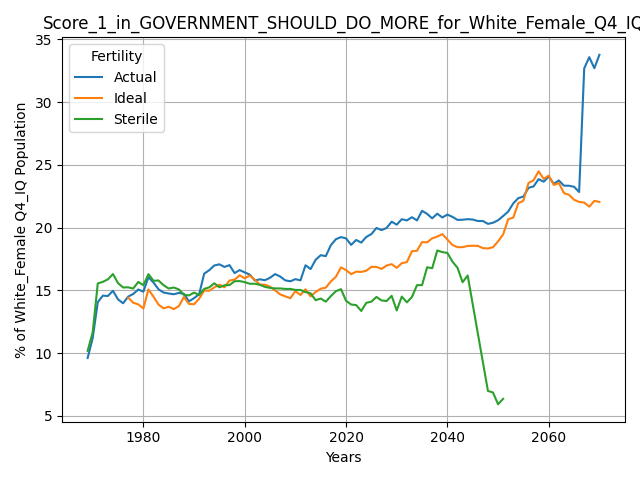 Score_1_in_GOVERNMENT_SHOULD_DO_MORE_for_White_Female_Q4_IQ
35
30
25
20
15
10
5
% of White_Female Q4_IQ Population
Fertility
Actual
Ideal
Sterile
1980 2000 2020 2040 2060
Years